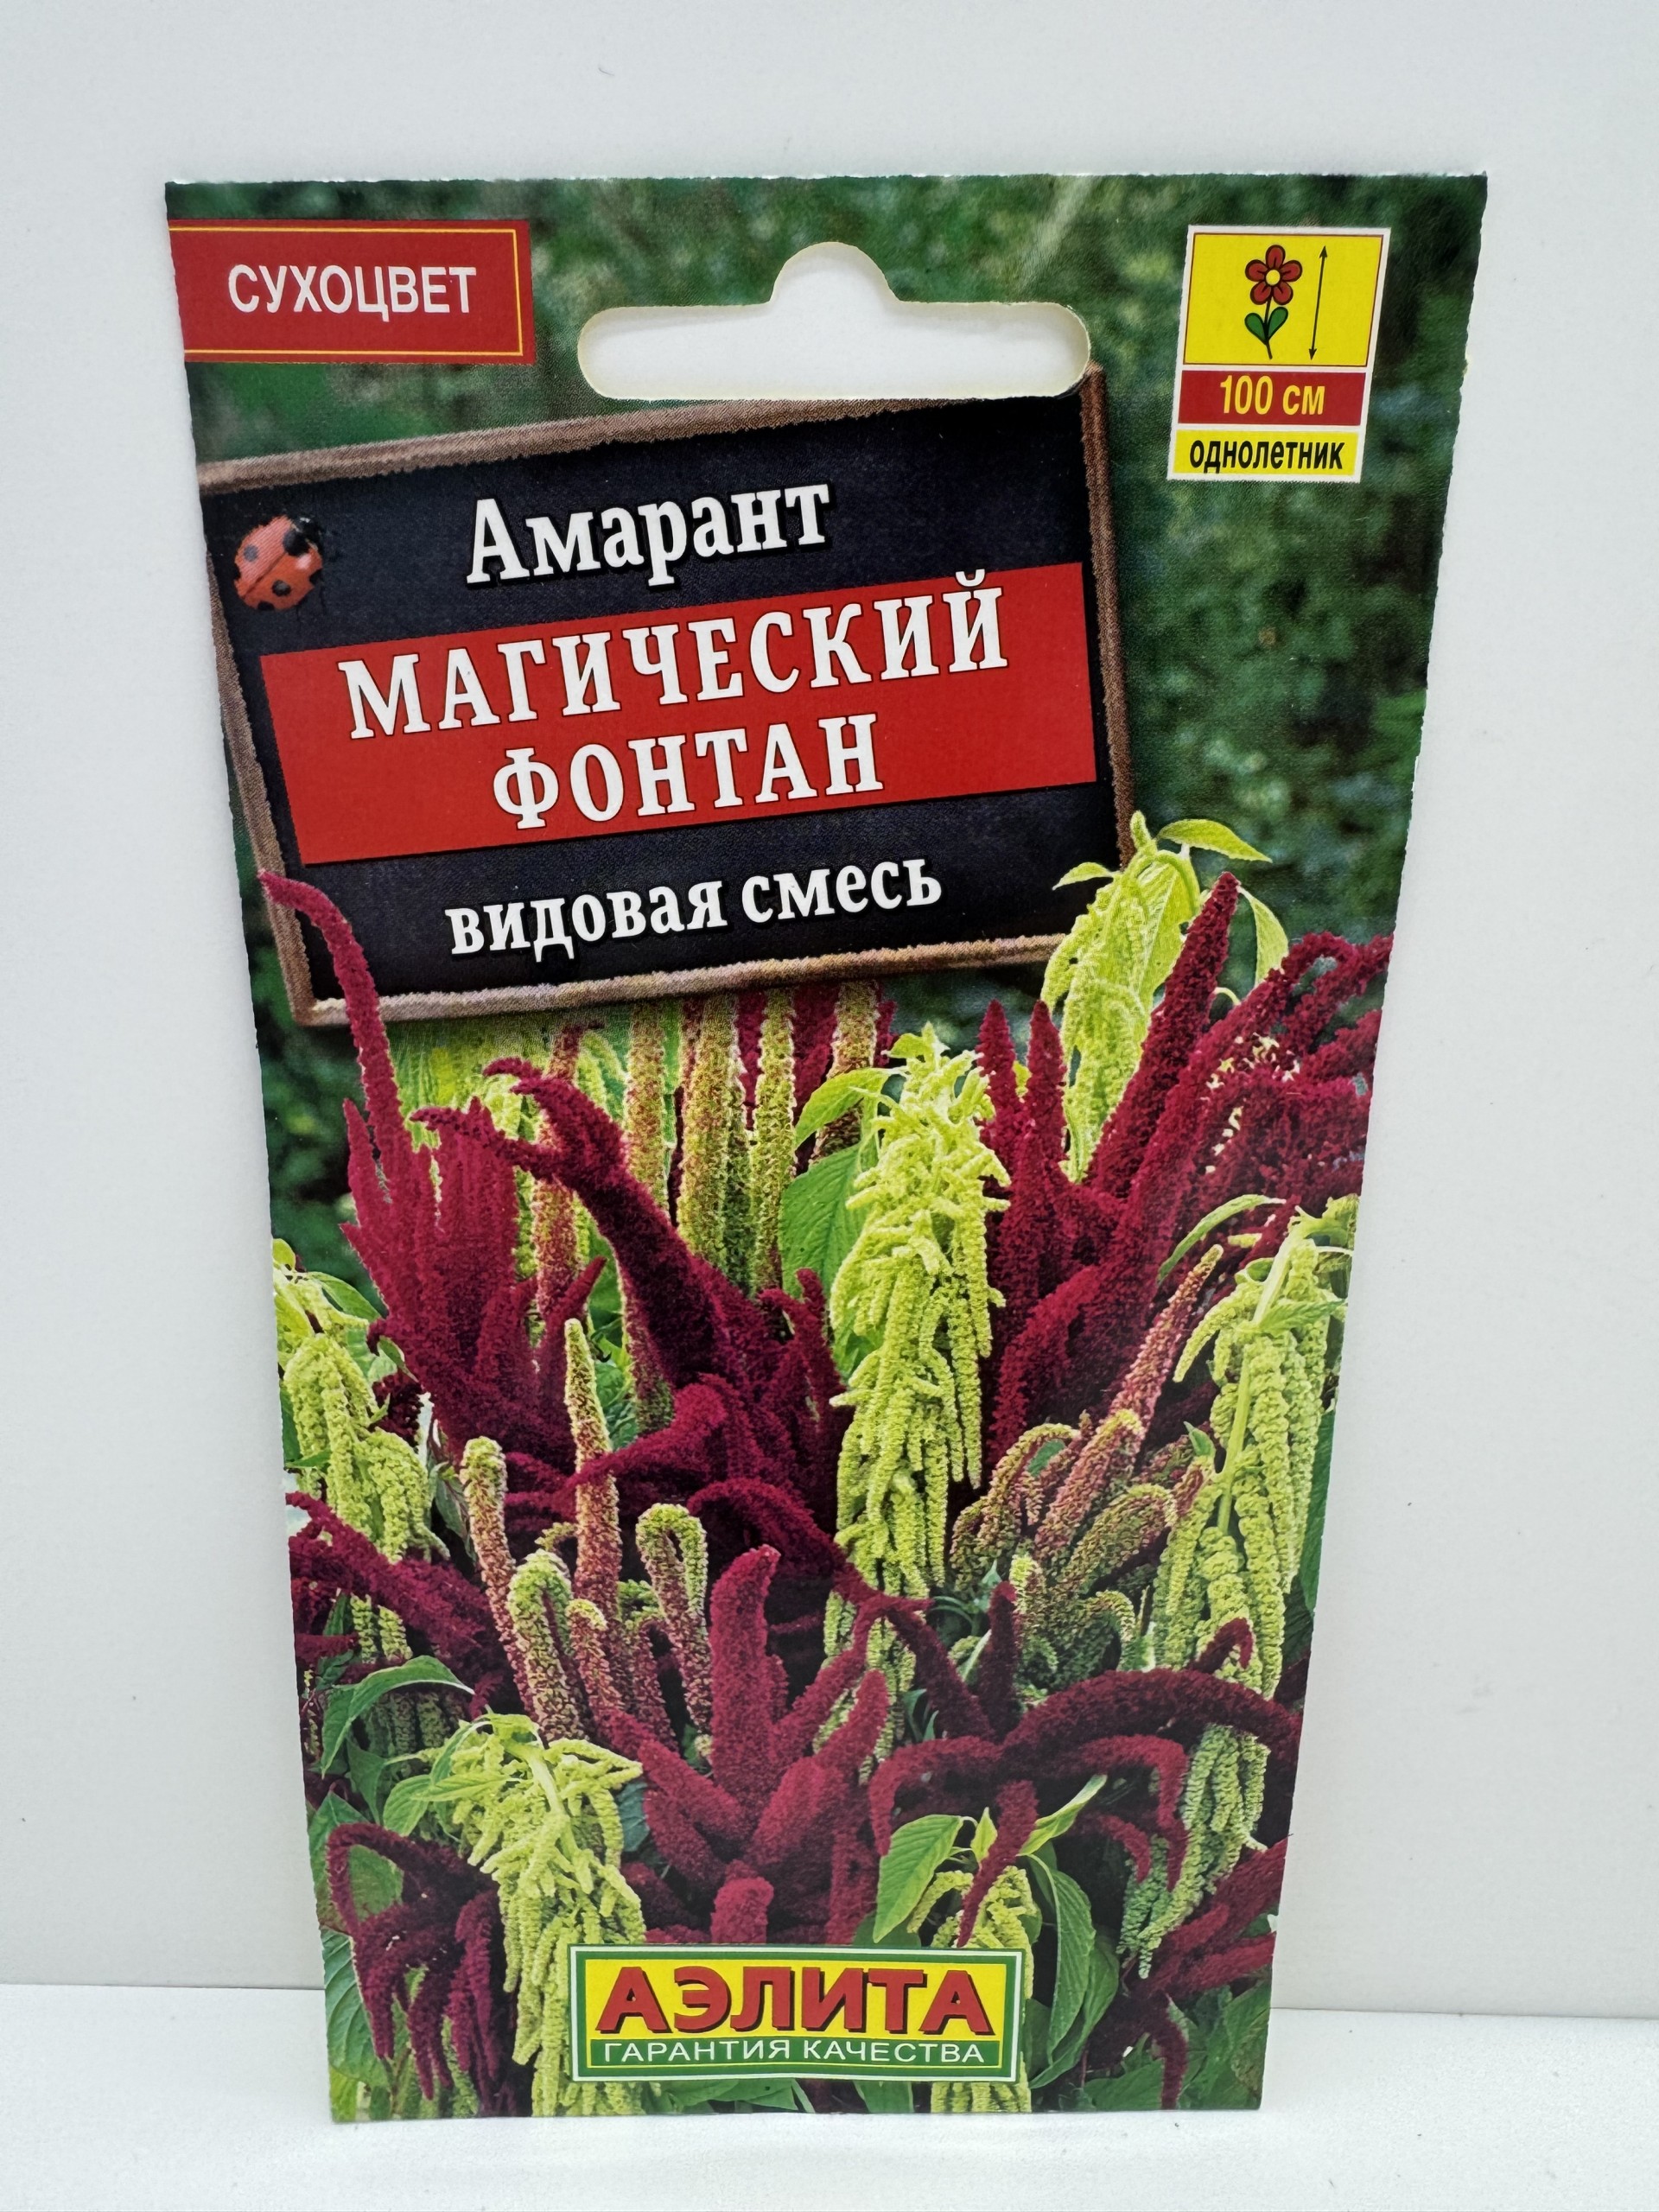 СУХОЦВЕТ
100 см
однолетник
Амарант
МАГИЧЕСКИЙ
ФОНТАН
видовая смесь
АЭЛИТА
ГАРАНТИЯ КАЧЕСТВА